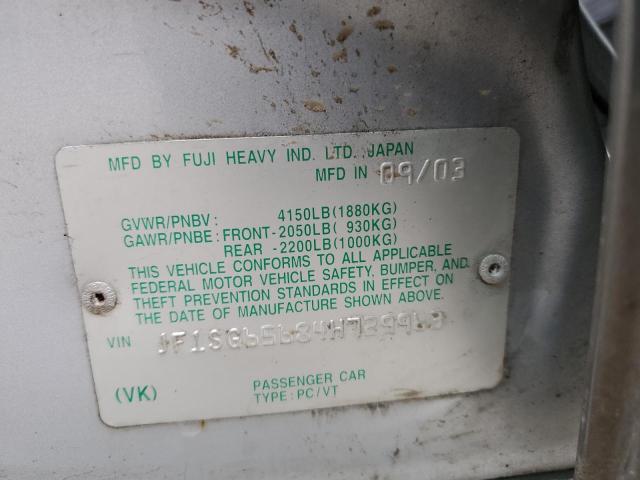 MFD BY FUJI HEAVY IND. LTD. JAPAN
MFD IN 09/03
GVWR/PNBV: 4150LB(1880KG)
GAWR/PNBE: FRONT-2050LB( 930KG)
REAR -2200LB(1000KG)
THIS VEHICLE CONFORMS TO ALL APPLICABLE
FEDERAL MOTOR VEHICLE SAFETY, BUMPER, AND
THEFT PREVENTION STANDARDS IN EFFECT ON
THE DATE OF MANUFACTURE SHOWN ABOVE.
VIN
(VK)
PASSENGER CAR
TYPE: PC/VT